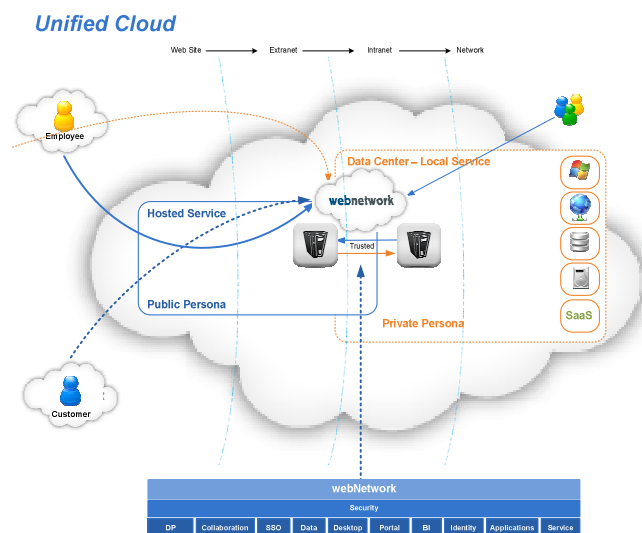 Unified Cloud
Web Site Extranet Intranet Network
Employee
Data Center – Local Service
webnetwork
Hosted Service
Trusted
Public Persona
Private Persona
SaaS
Customer
webNetwork
Security
DP Collaboration SSO Data Desktop Portal BI Identity Applications Service